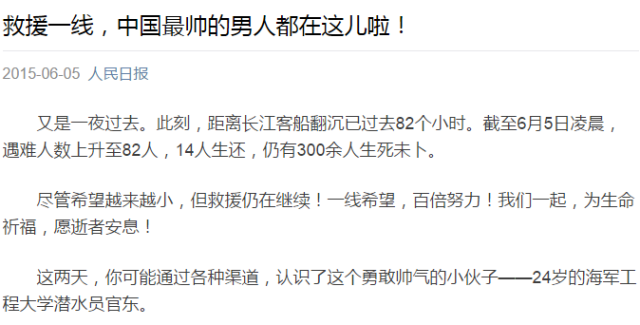 救援一线，中国最帅的男人都在这儿啦！
2015-06-05 人民日报
又是一夜过去。此刻，距离长江客船翻沉已过去82个小时。截至6月5日凌晨，
遇难人数上升至82人，14人生还，仍有300余人生死未卜。
尽管希望越来越小，但救援仍在继续！一线希望，百倍努力！我们一起，为生命
祈福，愿逝者安息！
这两天，你可能通过各种渠道，认识了这个勇敢帅气的小伙子——24岁的海军工
程大学潜水员官东。